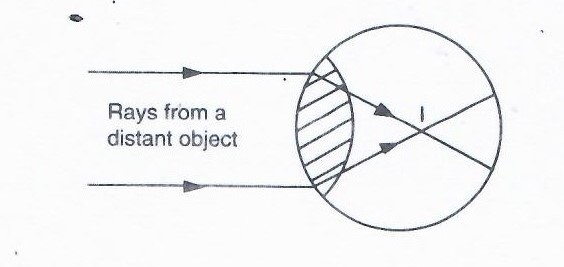 Rays from a
distant object
I